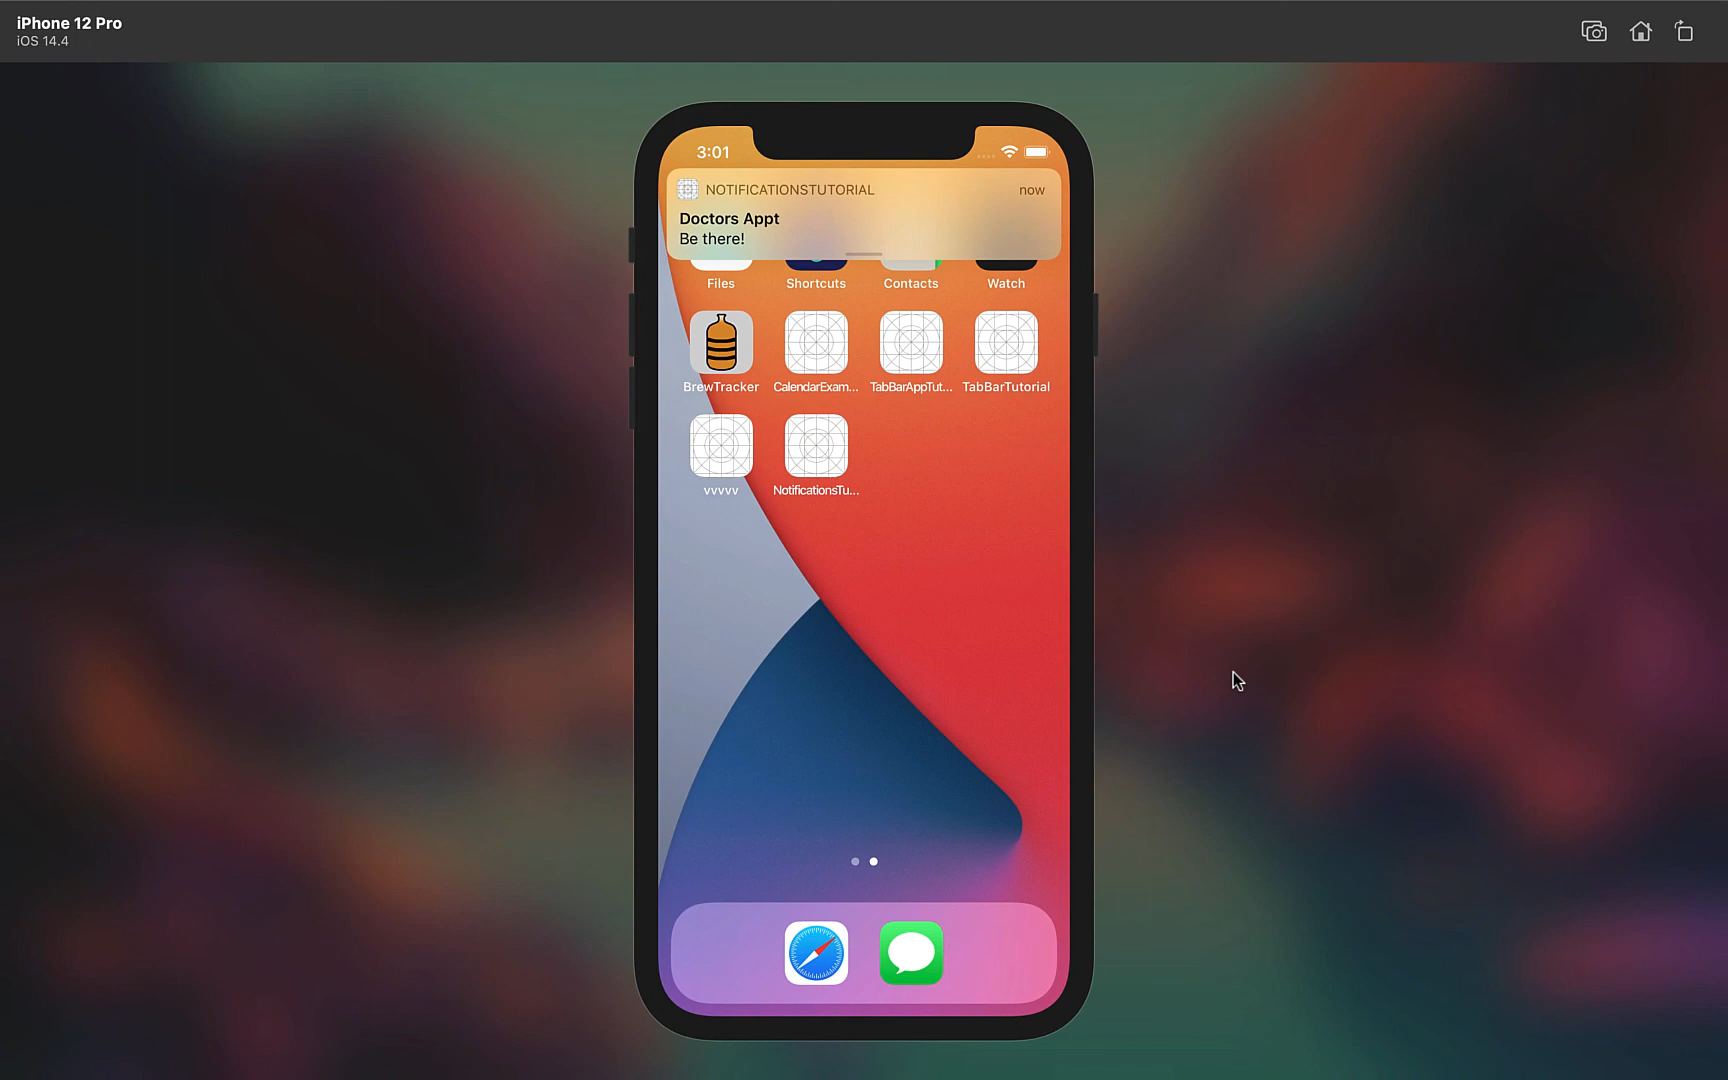 iPhone 12 Pro
iOS 14.4
3:01
NOTIFICATIONSTUTORIAL now
Doctors Appt
Be there!
Files Shortcuts Contacts Watch
BrewTracker CalendarExam... TabBarAppTut... TabBarTutorial
vvvvv NotificationsTu...